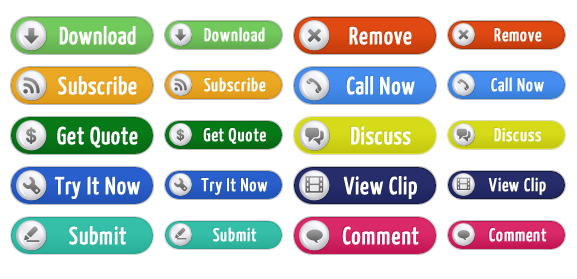 Download Download Remove Remove
Subscribe Subscribe Call Now Call Now
$ Get Quote $ Get Quote Discuss Discuss
Try It Now Try It Now View Clip View Clip
Submit Submit Comment Comment